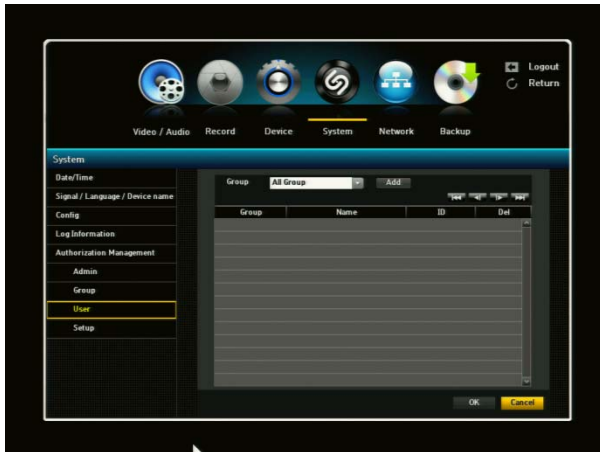 Logout
Return
Video / Audio Record Device System Network Backup
System
Date/Time
Signal / Language / Device name
Config
Log Information
Authorization Management
Admin
Group
User
Setup
Group All Group Add
Group Name ID Del
OK Cancel